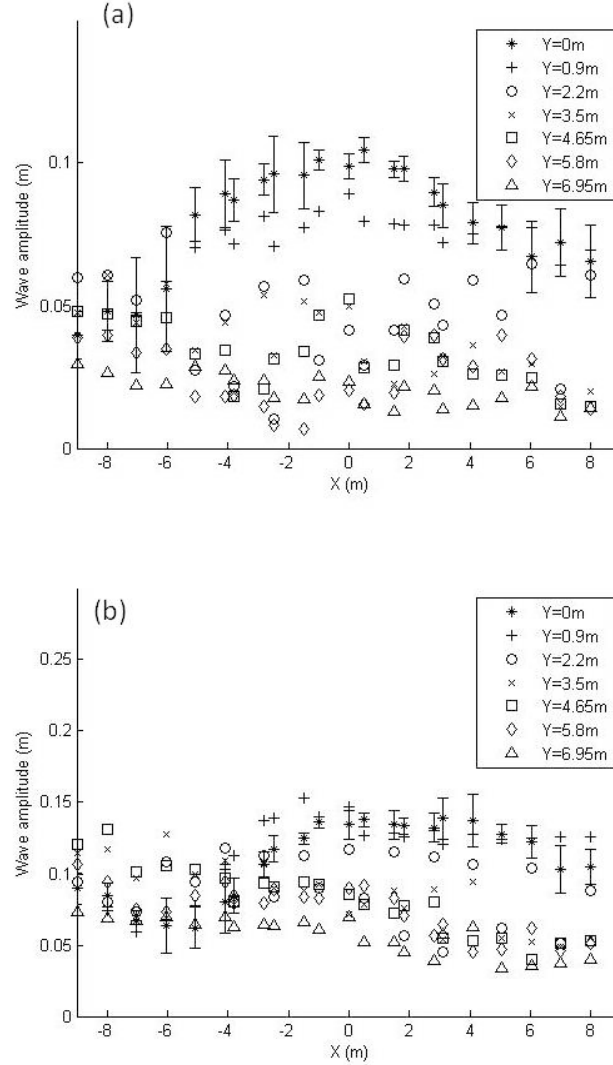 (a)
Y=0m
Y=0.9m
Y=2.2m
Y=3.5m
Y=4.65m
Y=5.8m
Y=6.95m
0.1
0.05
0
Wave amplitude (m)
-8 -6 -4 -2 0 2 4 6 8
X (m)
(b)
Y=0m
Y=0.9m
Y=2.2m
Y=3.5m
Y=4.65m
Y=5.8m
Y=6.95m
0.25
0.2
0.15
0.1
0.05
0
Wave amplitude (m)
-8 -6 -4 -2 0 2 4 6 8
X (m)